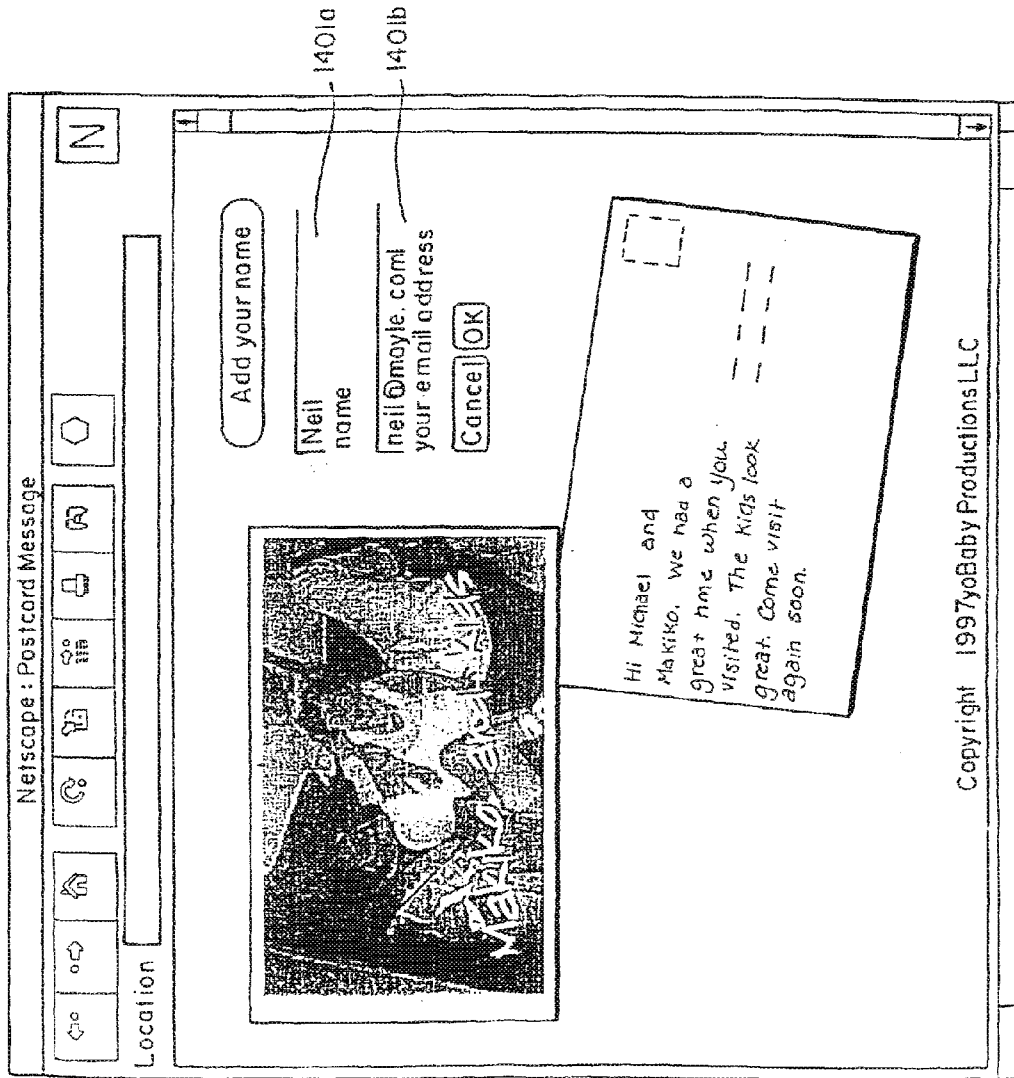 Netscape: Postcard Message
N
Location
Add your name
Neil
name
1401a
neil@mayle.com
your email address
1401b
Cancel OK
Hi Michael and
Makiko. We had a
great time when you
visited. The kids look
great. Come visit
again soon.
Copyright 1997 yoBaby Productions LLC